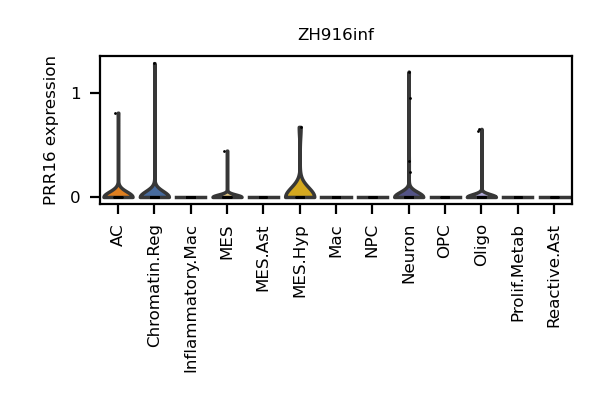 ZH916inf
PRR16 expression
1
0
AC
Chromatin.Reg
Inflammatory.Mac
MES
MES.Ast
MES.Hyp
Mac
NPC
Neuron
OPC
Oligo
Prolif.Metab
Reactive.Ast